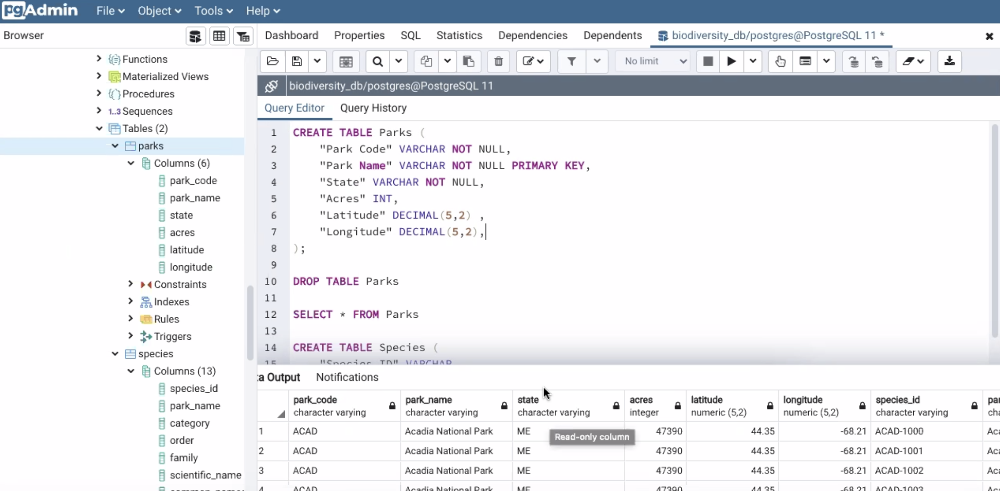 pgAdmin File Object Tools Help
Browser
Dashboard Properties SQL Statistics Dependencies Dependents biodiversity_db/postgres@PostgreSQL 11 *
No limit
biodiversity_db/postgres@PostgreSQL 11
Query Editor Query History
Functions
Materialized Views
Procedures
1..3 Sequences
Tables (2)
parks
Columns (6)
park_code
park_name
state
acres
latitude
longitude
Constraints
Indexes
Rules
Triggers
species
Columns (13)
species_id
park_name
category
order
family
scientific_name
1 CREATE TABLE Parks (
2 "Park Code" VARCHAR NOT NULL,
3 "Park Name" VARCHAR NOT NULL PRIMARY KEY,
4 "State" VARCHAR NOT NULL,
5 "Acres" INT,
6 "Latitude" DECIMAL(5,2) ,
7 "Longitude" DECIMAL(5,2),
8 );
9
10 DROP TABLE Parks
11
12 SELECT * FROM Parks
13
14 CREATE TABLE Species (
15 "Species ID" VARCHAR
ta Output Notifications
park_code park_name state acres latitude longitude species_id
character varying character varying character varying integer numeric (5,2) numeric (5,2) character varying
1 ACAD Acadia National Park ME 47390 44.35 -68.21 ACAD-1000
Read-only column
2 ACAD Acadia National Park ME 47390 44.35 -68.21 ACAD-1001
3 ACAD Acadia National Park ME 47390 44.35 -68.21 ACAD-1002
4 ACAD Acadia National Park ME 47390 44.35 -68.21 ACAD-1003